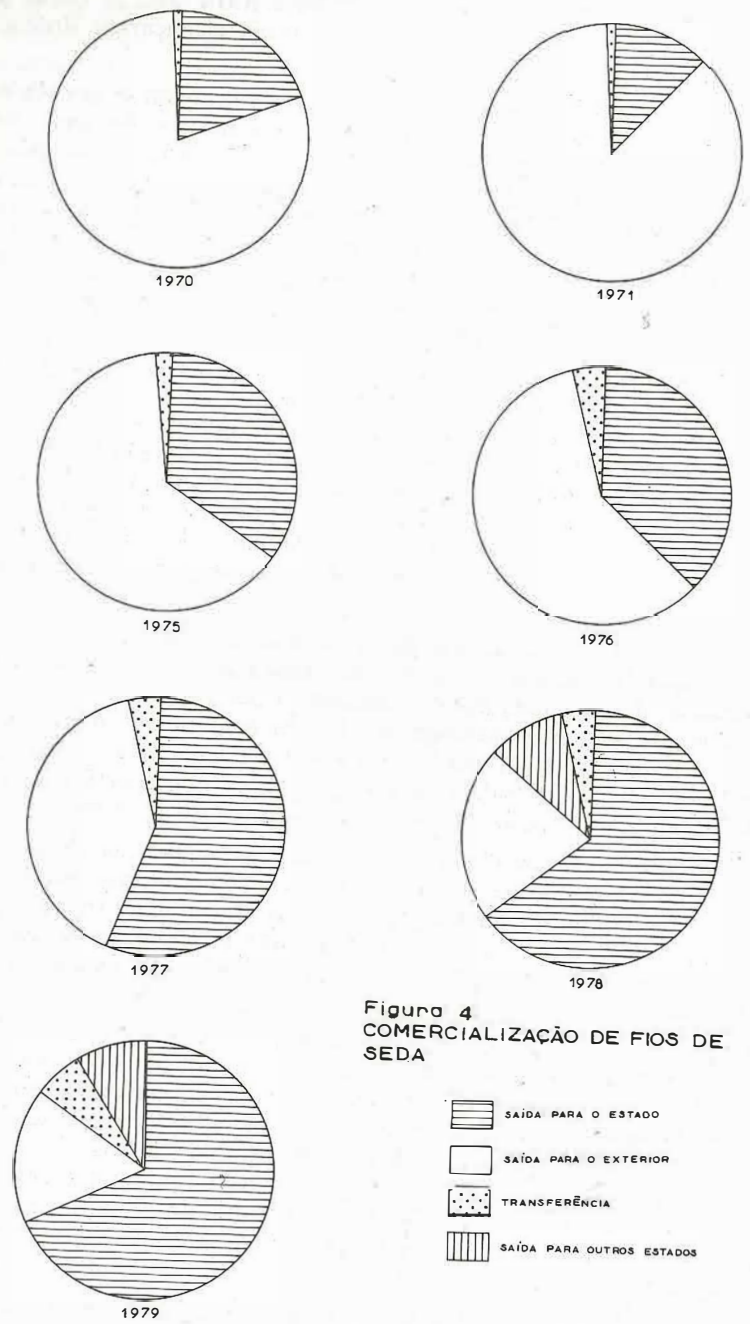 1970
1971
1975
1976
1977
1978
1979
Figura 4
COMERCIALIZAÇÃO DE FIOS DE
SEDA
SAÍDA PARA O ESTADO
SAÍDA PARA O EXTERIOR
TRANSFERÊNCIA
SAÍDA PARA OUTROS ESTADOS